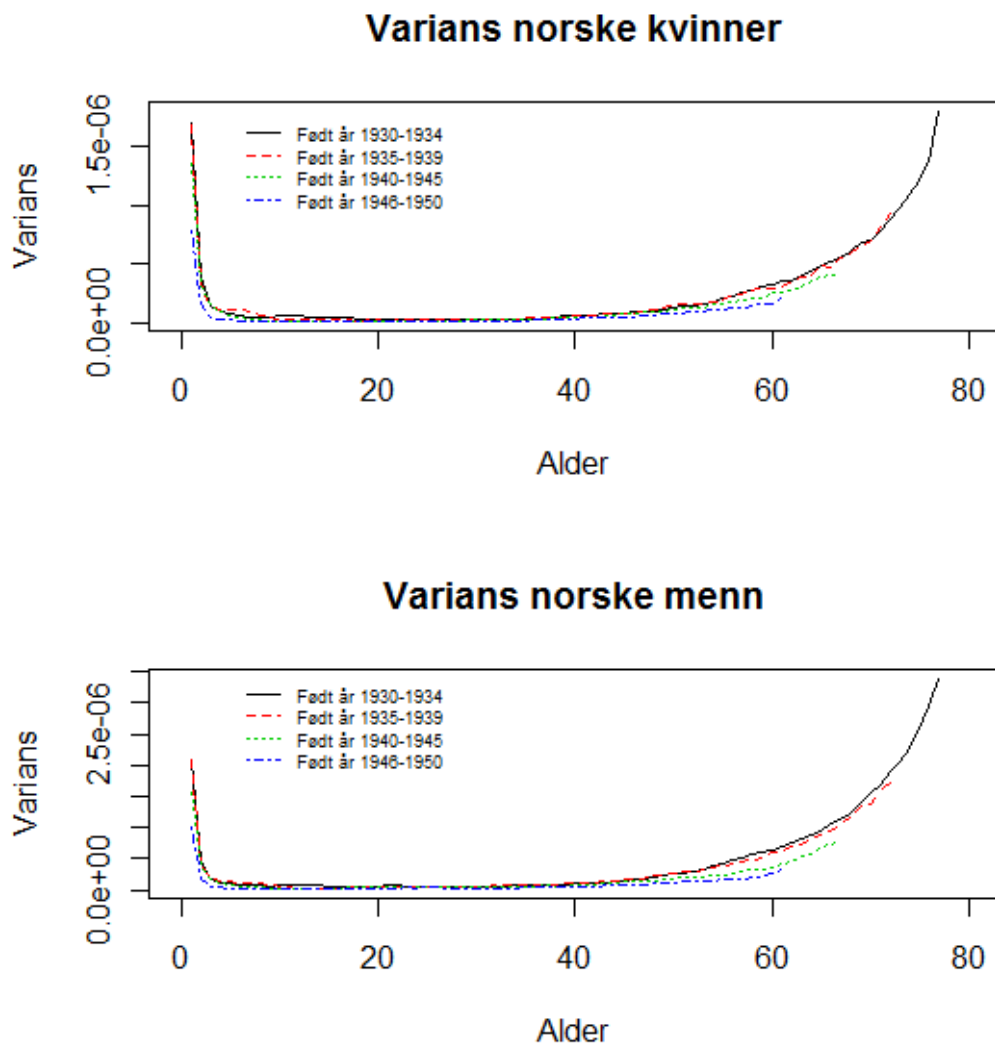 Varians norske kvinner
Varians
0.0e+00
1.5e-06
Født år 1930-1934
Født år 1935-1939
Født år 1940-1945
Født år 1946-1950
0 20 40 60 80
Alder
Varians norske menn
Varians
0.0e+00
2.5e-06
Født år 1930-1934
Født år 1935-1939
Født år 1940-1945
Født år 1946-1950
0 20 40 60 80
Alder